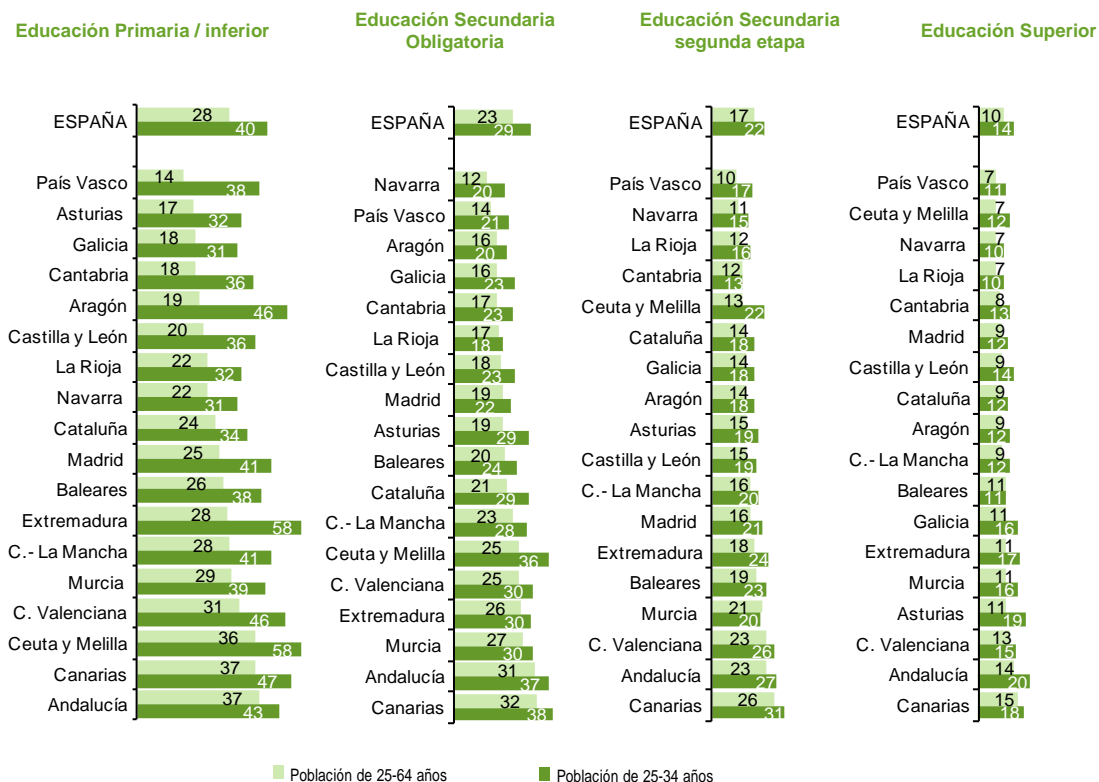 Educación Primaria / inferior
ESPAÑA 28 40
País Vasco 14 38
Asturias 17 32
Galicia 18 31
Cantabria 18 36
Aragón 19 46
Castilla y León 20 36
La Rioja 22 32
Navarra 22 31
Cataluña 24 34
Madrid 25 41
Baleares 26 38
Extremadura 28 58
C.- La Mancha 28 41
Murcia 29 39
C. Valenciana 31 46
Ceuta y Melilla 36 58
Canarias 37 47
Andalucía 37 43
Educación Secundaria
Obligatoria
ESPAÑA 23 29
Navarra 12 20
País Vasco 14 21
Aragón 16 20
Galicia 16 23
Cantabria 17 23
La Rioja 17 18
Castilla y León 18 23
Madrid 19 22
Asturias 19 29
Baleares 20 24
Cataluña 21 29
C.- La Mancha 23 28
Ceuta y Melilla 25 36
C. Valenciana 25 30
Extremadura 26 30
Murcia 27 30
Andalucía 31 37
Canarias 32 38
Educación Secundaria
segunda etapa
ESPAÑA 17 22
País Vasco 10 17
Navarra 11 15
La Rioja 12 16
Cantabria 12 13
Ceuta y Melilla 13 22
Cataluña 14 18
Galicia 14 18
Aragón 14 18
Asturias 15 19
Castilla y León 15 19
C.- La Mancha 16 20
Madrid 16 21
Extremadura 18 24
Baleares 19 23
Murcia 21 20
C. Valenciana 23 26
Andalucía 23 27
Canarias 26 31
Educación Superior
ESPAÑA 10 14
País Vasco 7 11
Ceuta y Melilla 7 12
Navarra 7 10
La Rioja 7 10
Cantabria 8 13
Madrid 9 12
Castilla y León 9 14
Cataluña 9 12
Aragón 9 12
C.- La Mancha 9 12
Baleares 11 11
Galicia 11 16
Extremadura 11 17
Murcia 11 16
Asturias 11 19
C. Valenciana 13 15
Andalucía 14 20
Canarias 15 18
Población de 25-64 años
Población de 25-34 años